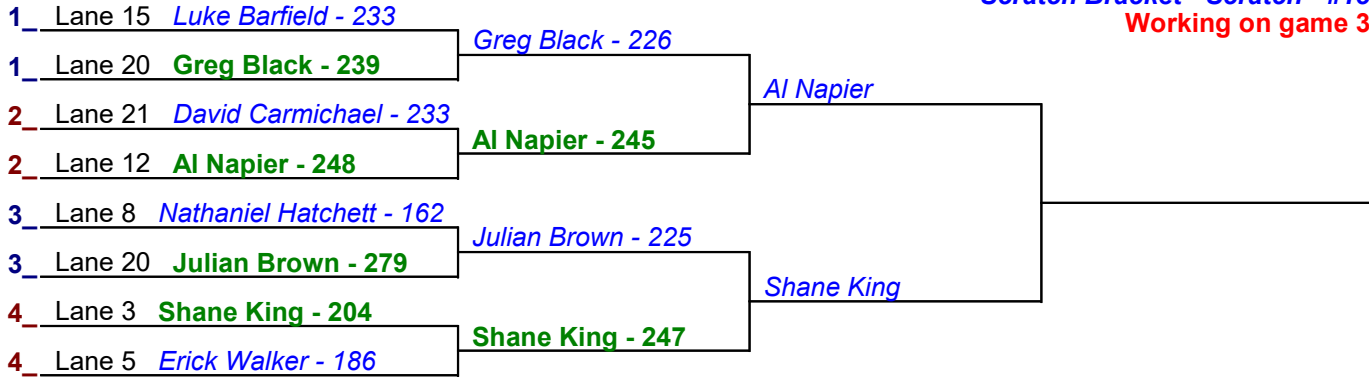 Working on game 3
1_ Lane 15 Luke Barfield - 233
Greg Black - 226
1_ Lane 20 Greg Black - 239
Al Napier
2_ Lane 21 David Carmichael - 233
Al Napier - 245
2_ Lane 12 Al Napier - 248
3_ Lane 8 Nathaniel Hatchett - 162
Julian Brown - 225
3_ Lane 20 Julian Brown - 279
Shane King
4_ Lane 3 Shane King - 204
Shane King - 247
4_ Lane 5 Erick Walker - 186